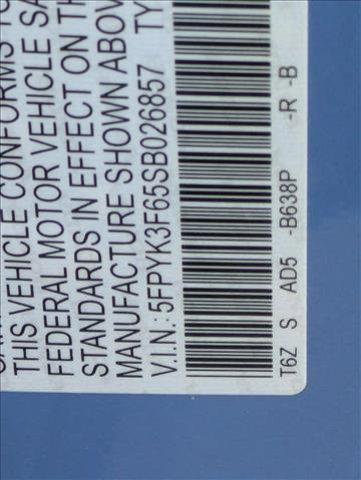 THIS VEHICLE CONFORMS
FEDERAL MOTOR VEHICLE SA
STANDARDS IN EFFECT ON TH
MANUFACTURE SHOWN ABOV
V.I.N.: 5FPYK3F65SB026857 TY
T6Z S AD5 -B638P -R -B